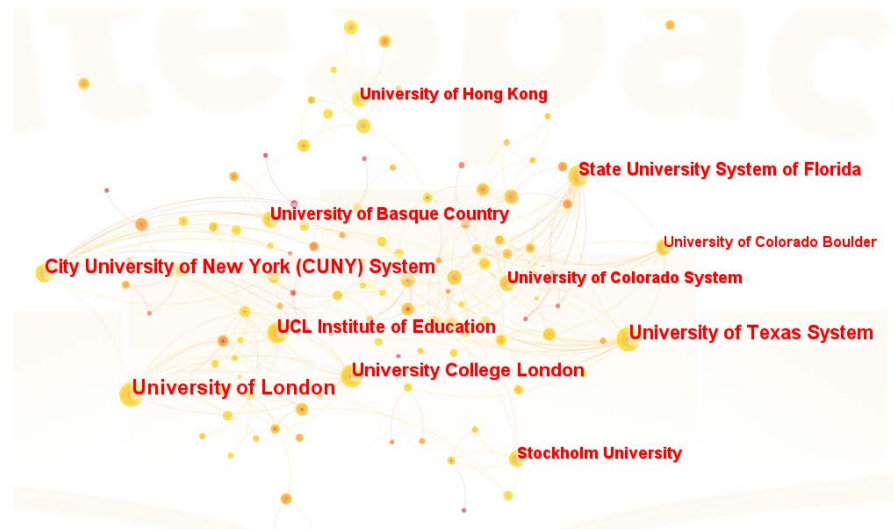 University of Hong Kong
State University System of Florida
University of Basque Country
University of Colorado Boulder
City University of New York (CUNY) System
University of Colorado System
UCL Institute of Education
University of Texas System
University College London
University of London
Stockholm University